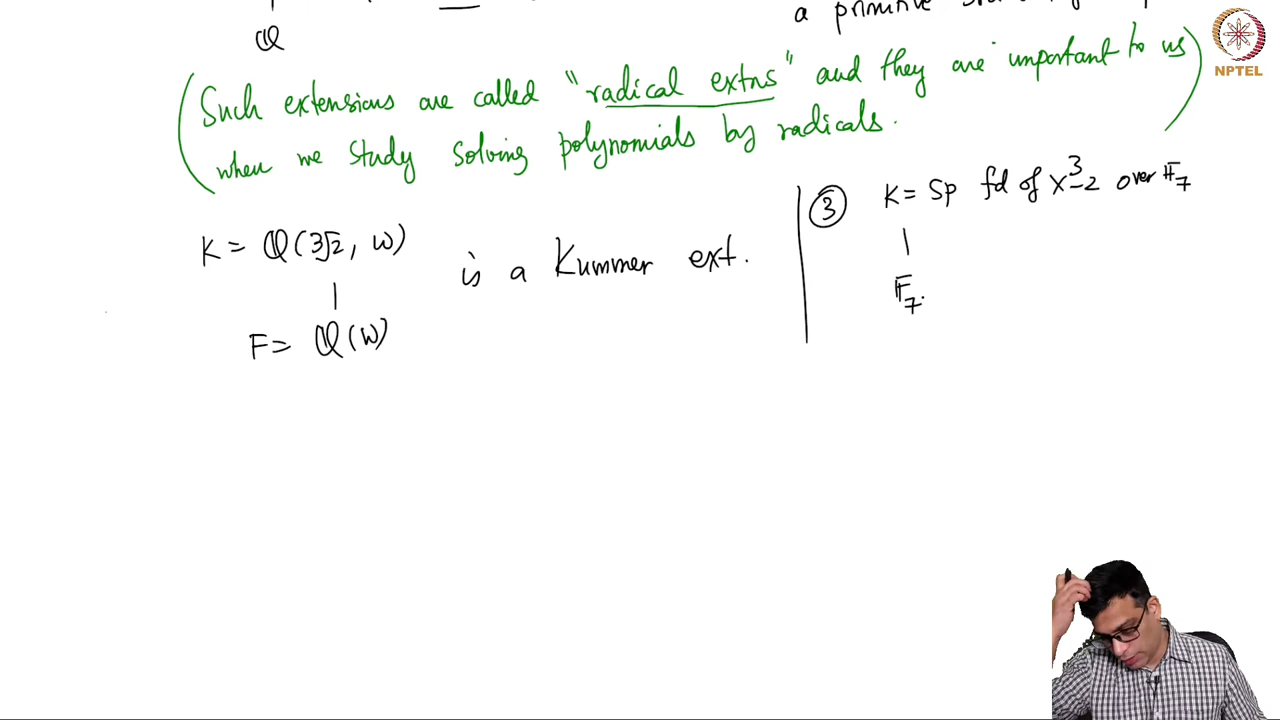 a primitive
ℚ
NPTEL
(Such extensions are called "radical extns" and they are important to us
when we study solving polynomials by radicals.)
K = ℚ(3√2, ω) is a Kummer ext.
|
F = ℚ(ω)
③ K = Sp fd of x³-2 over 𝔽₇
|
𝔽₇.